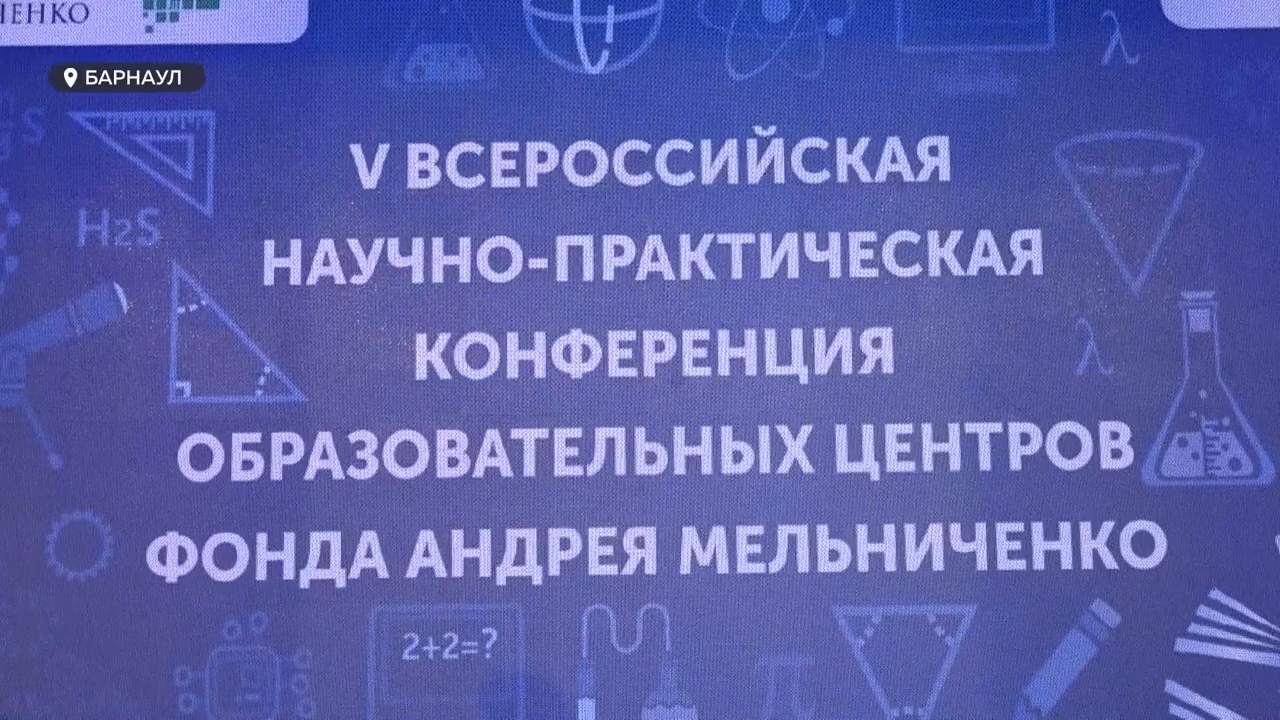 БАРНАУЛ
V ВСЕРОССИЙСКАЯ
НАУЧНО-ПРАКТИЧЕСКАЯ
КОНФЕРЕНЦИЯ
ОБРАЗОВАТЕЛЬНЫХ ЦЕНТРОВ
ФОНДА АНДРЕЯ МЕЛЬНИЧЕНКО
λ
H2S
λ
2+2=?
π